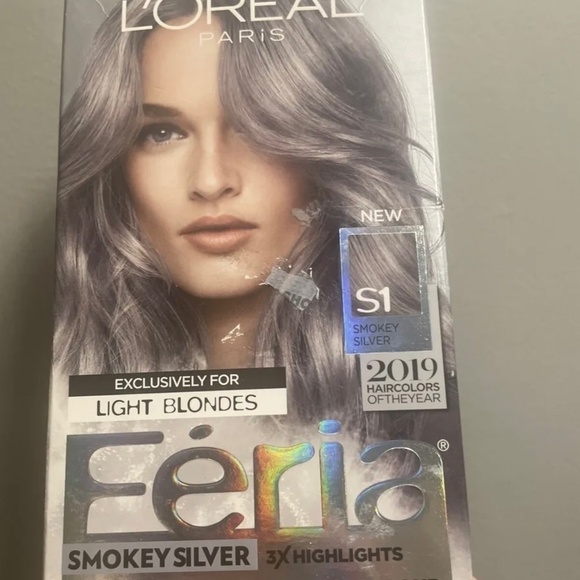 L'ORÉAL
PARiS
NEW
S1
SMOKEY
SILVER
2019
HAIRCOLORS
OFTHEYEAR
EXCLUSIVELY FOR
LIGHT BLONDES
Féria®
SMOKEY SILVER 3X HIGHLIGHTS